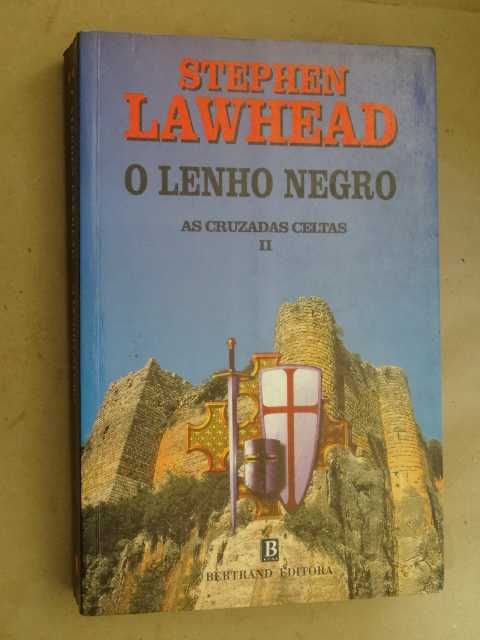 STEPHEN
LAWHEAD
O LENHO NEGRO
AS CRUZADAS CELTAS
II
B
BERTRAND EDITORA